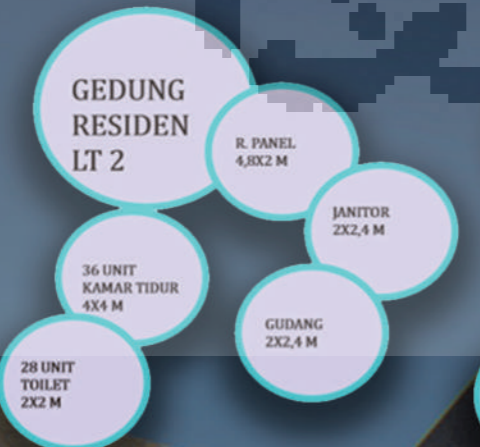 GEDUNG
RESIDEN
LT 2
R. PANEL
4,8X2 M
JANITOR
2X2,4 M
36 UNIT
KAMAR TIDUR
4X4 M
GUDANG
2X2,4 M
28 UNIT
TOILET
2X2 M